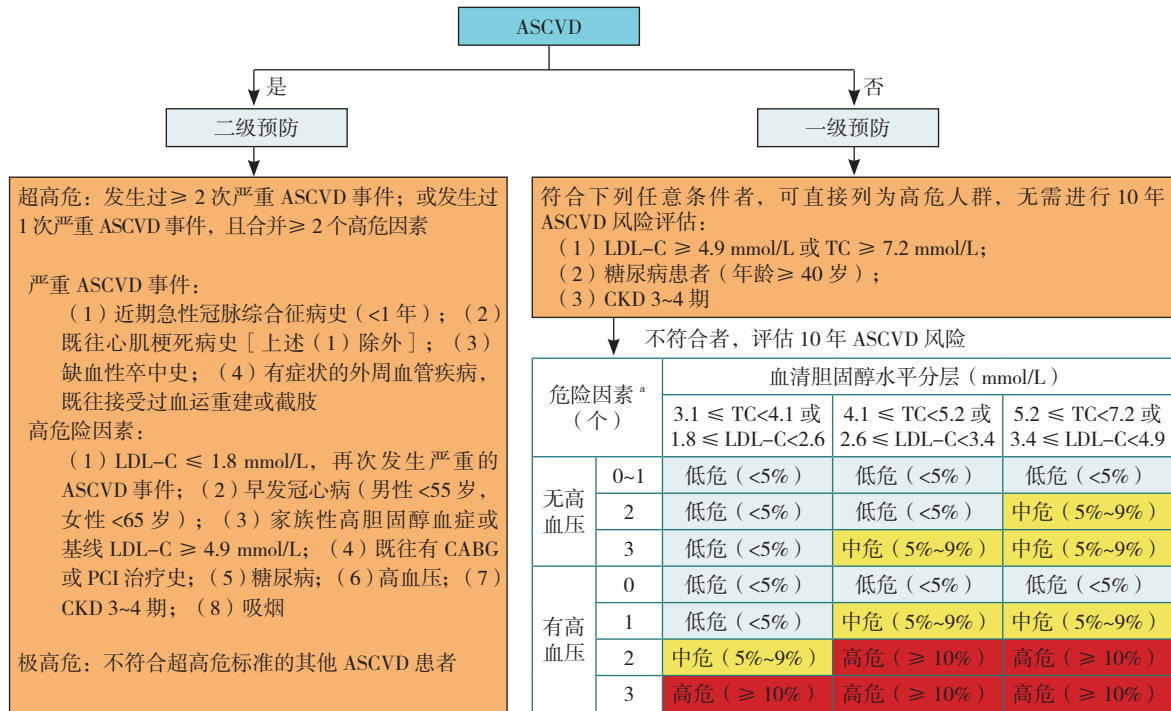 ASCVD
是
否
二级预防
一级预防
超高危：发生过≥ 2 次严重 ASCVD 事件；或发生过
1 次严重 ASCVD 事件，且合并≥ 2 个高危因素
严重 ASCVD 事件：
（1）近期急性冠脉综合征病史（<1 年）；（2）
既往心肌梗死病史［上述（1）除外］；（3）
缺血性卒中史；（4）有症状的外周血管疾病，
既往接受过血运重建或截肢
高危险因素：
（1）LDL-C ≤ 1.8 mmol/L，再次发生严重的
ASCVD 事件；（2）早发冠心病（男性 <55 岁，
女性 <65 岁）；（3）家族性高胆固醇血症或
基线 LDL-C ≥ 4.9 mmol/L；（4）既往有 CABG
或 PCI 治疗史；（5）糖尿病；（6）高血压；（7）
CKD 3~4 期；（8）吸烟
极高危：不符合超高危标准的其他 ASCVD 患者
符合下列任意条件者，可直接列为高危人群，无需进行 10 年
ASCVD 风险评估：
（1）LDL-C ≥ 4.9 mmol/L 或 TC ≥ 7.2 mmol/L；
（2）糖尿病患者（年龄≥ 40 岁）；
（3）CKD 3~4 期
不符合者，评估 10 年 ASCVD 风险
危险因素 a
（个）
血清胆固醇水平分层（mmol/L）
3.1 ≤ TC<4.1 或
1.8 ≤ LDL-C<2.6
4.1 ≤ TC<5.2 或
2.6 ≤ LDL-C<3.4
5.2 ≤ TC<7.2 或
3.4 ≤ LDL-C<4.9
无高
血压
0~1 低危（<5%） 低危（<5%） 低危（<5%）
2 低危（<5%） 低危（<5%） 中危（5%~9%）
3 低危（<5%） 中危（5%~9%） 中危（5%~9%）
有高
血压
0 低危（<5%） 低危（<5%） 低危（<5%）
1 低危（<5%） 中危（5%~9%） 中危（5%~9%）
2 中危（5%~9%） 高危（≥ 10%） 高危（≥ 10%）
3 高危（≥ 10%） 高危（≥ 10%） 高危（≥ 10%）